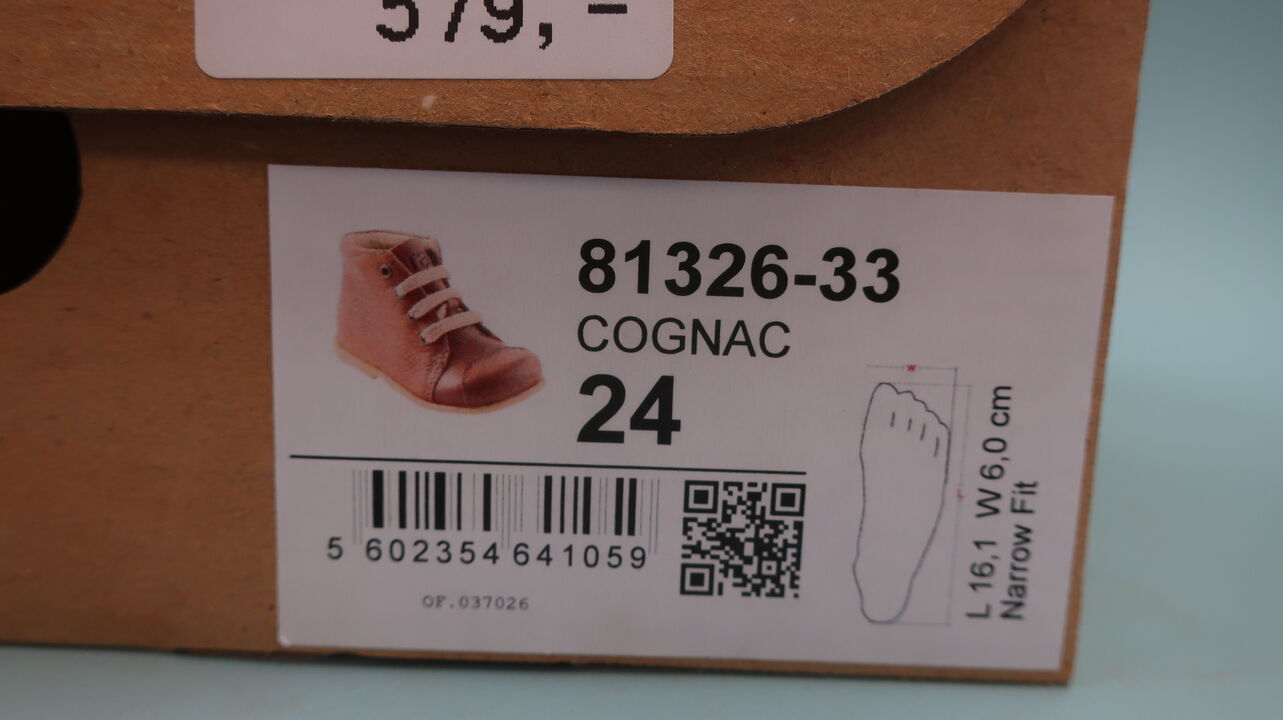 579,-
81326-33
COGNAC
24
5 602354 641059
OF.037026
L 16,1 W 6,0 cm
Narrow Fit